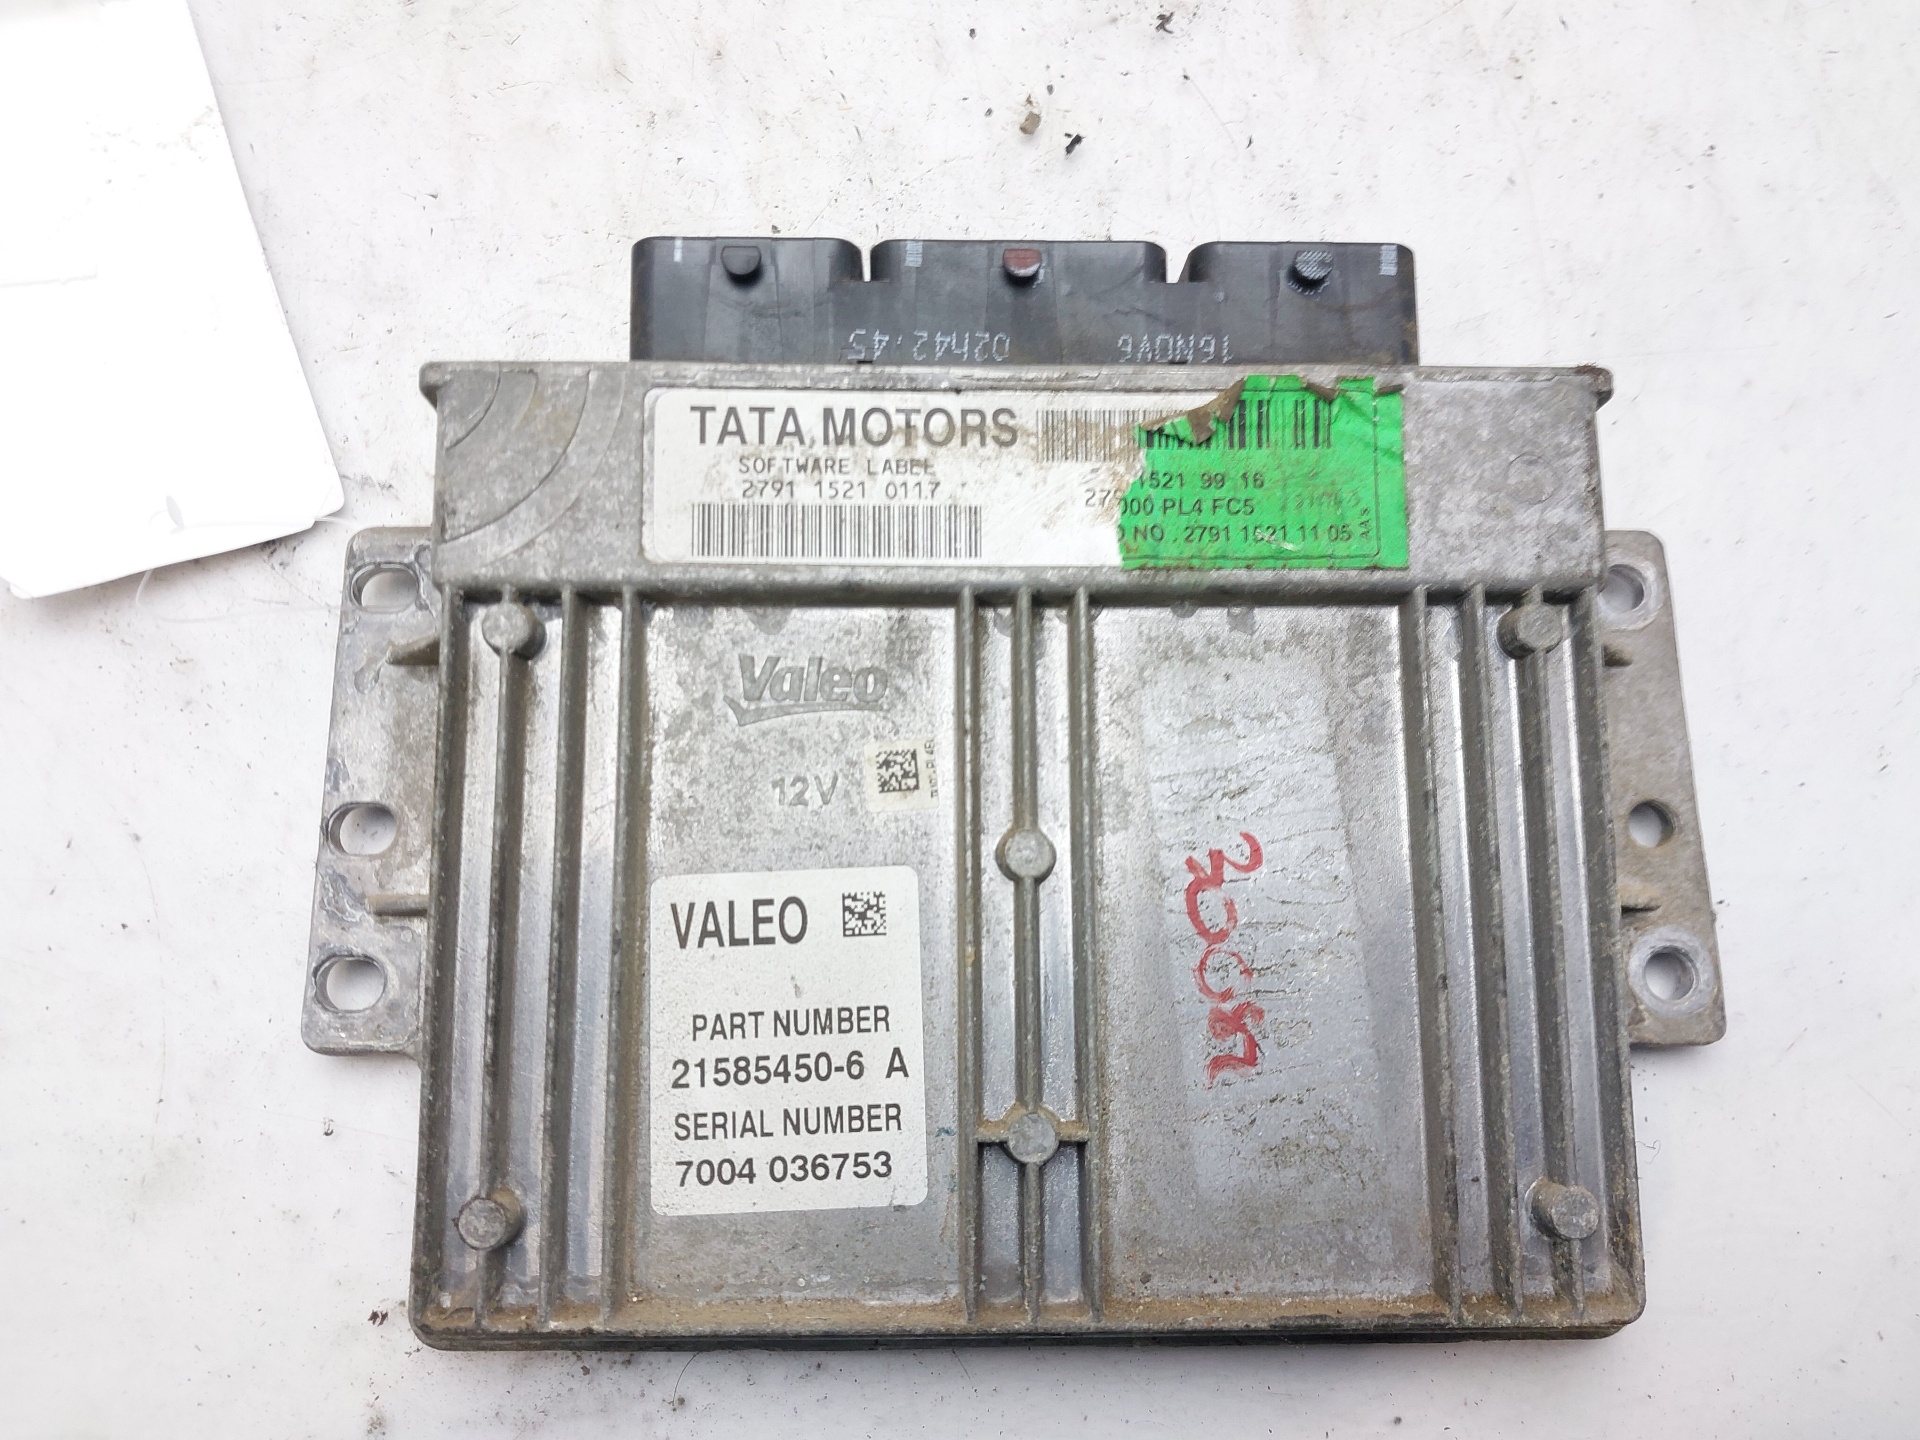 02h42.45 16NOV6
TATA MOTORS
SOFTWARE LABEL
2791 1521 0117
1521 99 16
000 PL4 FC5
NO . 2791 1521 11 05
Valeo
12V
VALEO
PART NUMBER
21585450-6 A
SERIAL NUMBER
7004 036753